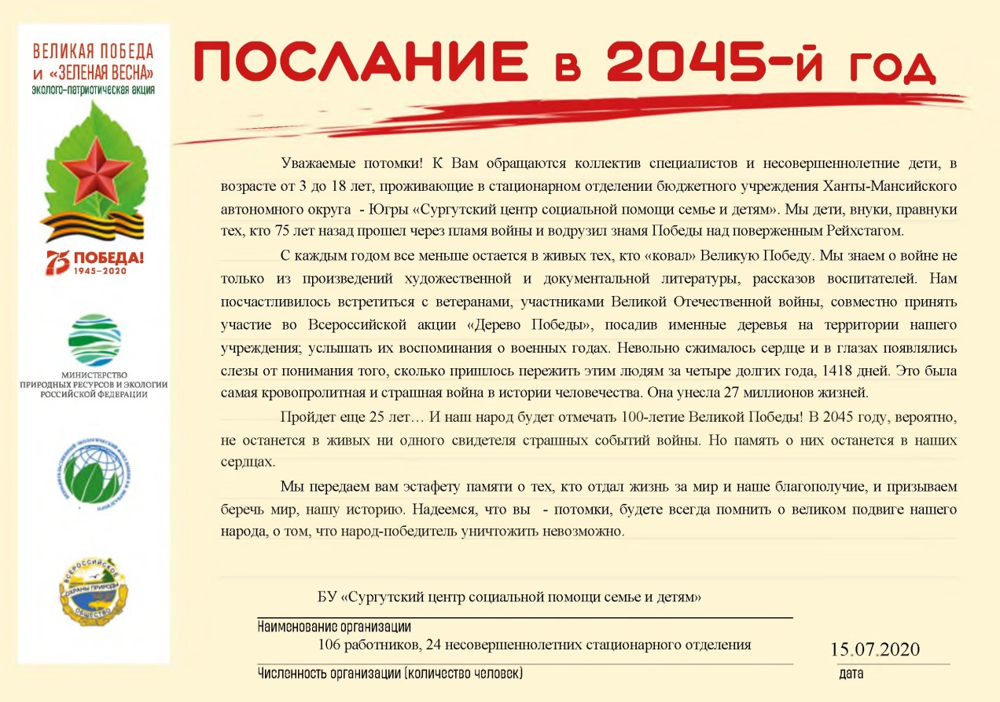 ВЕЛИКАЯ ПОБЕДА
и «ЗЕЛЕНАЯ ВЕСНА»
эколого-патриотическая акция
75 ПОБЕДА!
1945–2020
МИНИСТЕРСТВО
ПРИРОДНЫХ РЕСУРСОВ И ЭКОЛОГИИ
РОССИЙСКОЙ ФЕДЕРАЦИИ
ВСЕРОССИЙСКОЕ
ОХРАНЫ ПРИРОДЫ
ОБЩЕСТВО
ПОСЛАНИЕ в 2045-й год
Уважаемые потомки! К Вам обращаются коллектив специалистов и несовершеннолетние дети, в
возрасте от 3 до 18 лет, проживающие в стационарном отделении бюджетного учреждения Ханты-Мансийского
автономного округа - Югры «Сургутский центр социальной помощи семье и детям». Мы дети, внуки, правнуки
тех, кто 75 лет назад прошел через пламя войны и водрузил знамя Победы над поверженным Рейхстагом.
С каждым годом все меньше остается в живых тех, кто «ковал» Великую Победу. Мы знаем о войне не
только из произведений художественной и документальной литературы, рассказов воспитателей. Нам
посчастливилось встретиться с ветеранами, участниками Великой Отечественной войны, совместно принять
участие во Всероссийской акции «Дерево Победы», посадив именные деревья на территории нашего
учреждения; услышать их воспоминания о военных годах. Невольно сжималось сердце и в глазах появлялись
слезы от понимания того, сколько пришлось пережить этим людям за четыре долгих года, 1418 дней. Это была
самая кровопролитная и страшная война в истории человечества. Она унесла 27 миллионов жизней.
Пройдет еще 25 лет… И наш народ будет отмечать 100-летие Великой Победы! В 2045 году, вероятно,
не останется в живых ни одного свидетеля страшных событий войны. Но память о них останется в наших
сердцах.
Мы передаем вам эстафету памяти о тех, кто отдал жизнь за мир и наше благополучие, и призываем
беречь мир, нашу историю. Надеемся, что вы - потомки, будете всегда помнить о великом подвиге нашего
народа, о том, что народ-победитель уничтожить невозможно.
БУ «Сургутский центр социальной помощи семье и детям»
Наименование организации
106 работников, 24 несовершеннолетних стационарного отделения
Численность организации (количество человек)
15.07.2020
дата